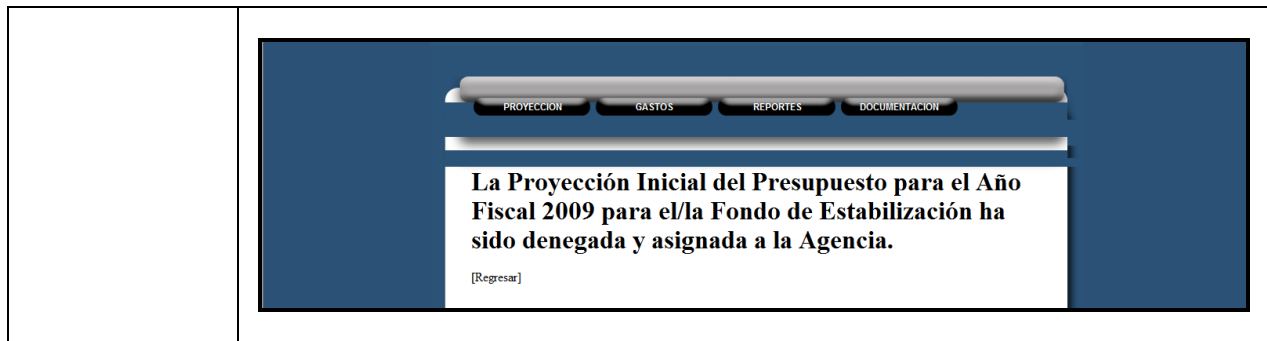 PROYECCION GASTOS REPORTES DOCUMENTACION
La Proyección Inicial del Presupuesto para el Año
Fiscal 2009 para el/la Fondo de Estabilización ha
sido denegada y asignada a la Agencia.
[Regresar]